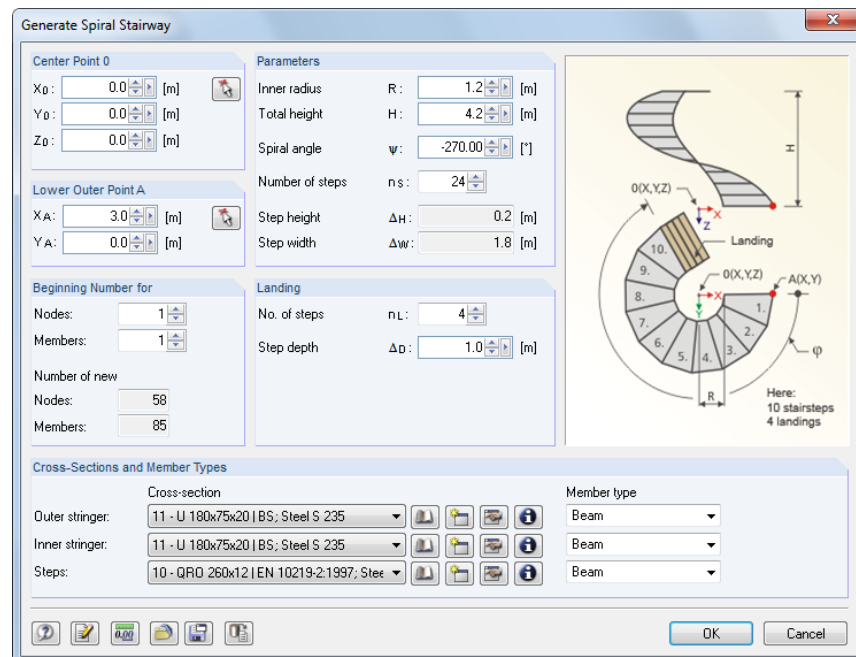 Generate Spiral Stairway
Center Point 0
X0: 0.0 [m]
Y0: 0.0 [m]
Z0: 0.0 [m]
Lower Outer Point A
XA: 3.0 [m]
YA: 0.0 [m]
Beginning Number for
Nodes: 1
Members: 1
Number of new
Nodes: 58
Members: 85
Parameters
Inner radius R: 1.2 [m]
Total height H: 4.2 [m]
Spiral angle Ψ: -270.00 [°]
Number of steps ns: 24
Step height ΔH: 0.2 [m]
Step width ΔW: 1.8 [m]
Landing
No. of steps nL: 4
Step depth ΔD: 1.0 [m]
H
0(X,Y,Z)
X
Z
Landing
0(X,Y,Z)
A(X,Y)
X
Y
1.
2.
3.
4.
5.
6.
7.
8.
9.
10.
φ
R
Here:
10 stairsteps
4 landings
Cross-Sections and Member Types
Cross-section Member type
Outer stringer: 11 - U 180x75x20 | BS; Steel S 235 Beam
Inner stringer: 11 - U 180x75x20 | BS; Steel S 235 Beam
Steps: 10 - QRO 260x12 | EN 10219-2:1997; Stee Beam
0.00
OK Cancel